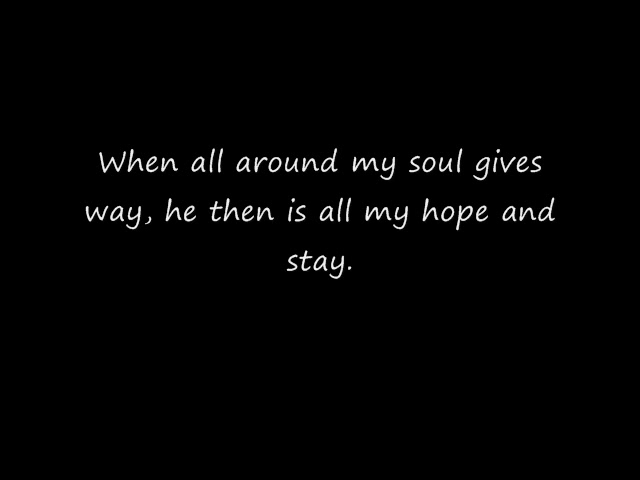 When all around my soul gives
way, he then is all my hope and
stay.